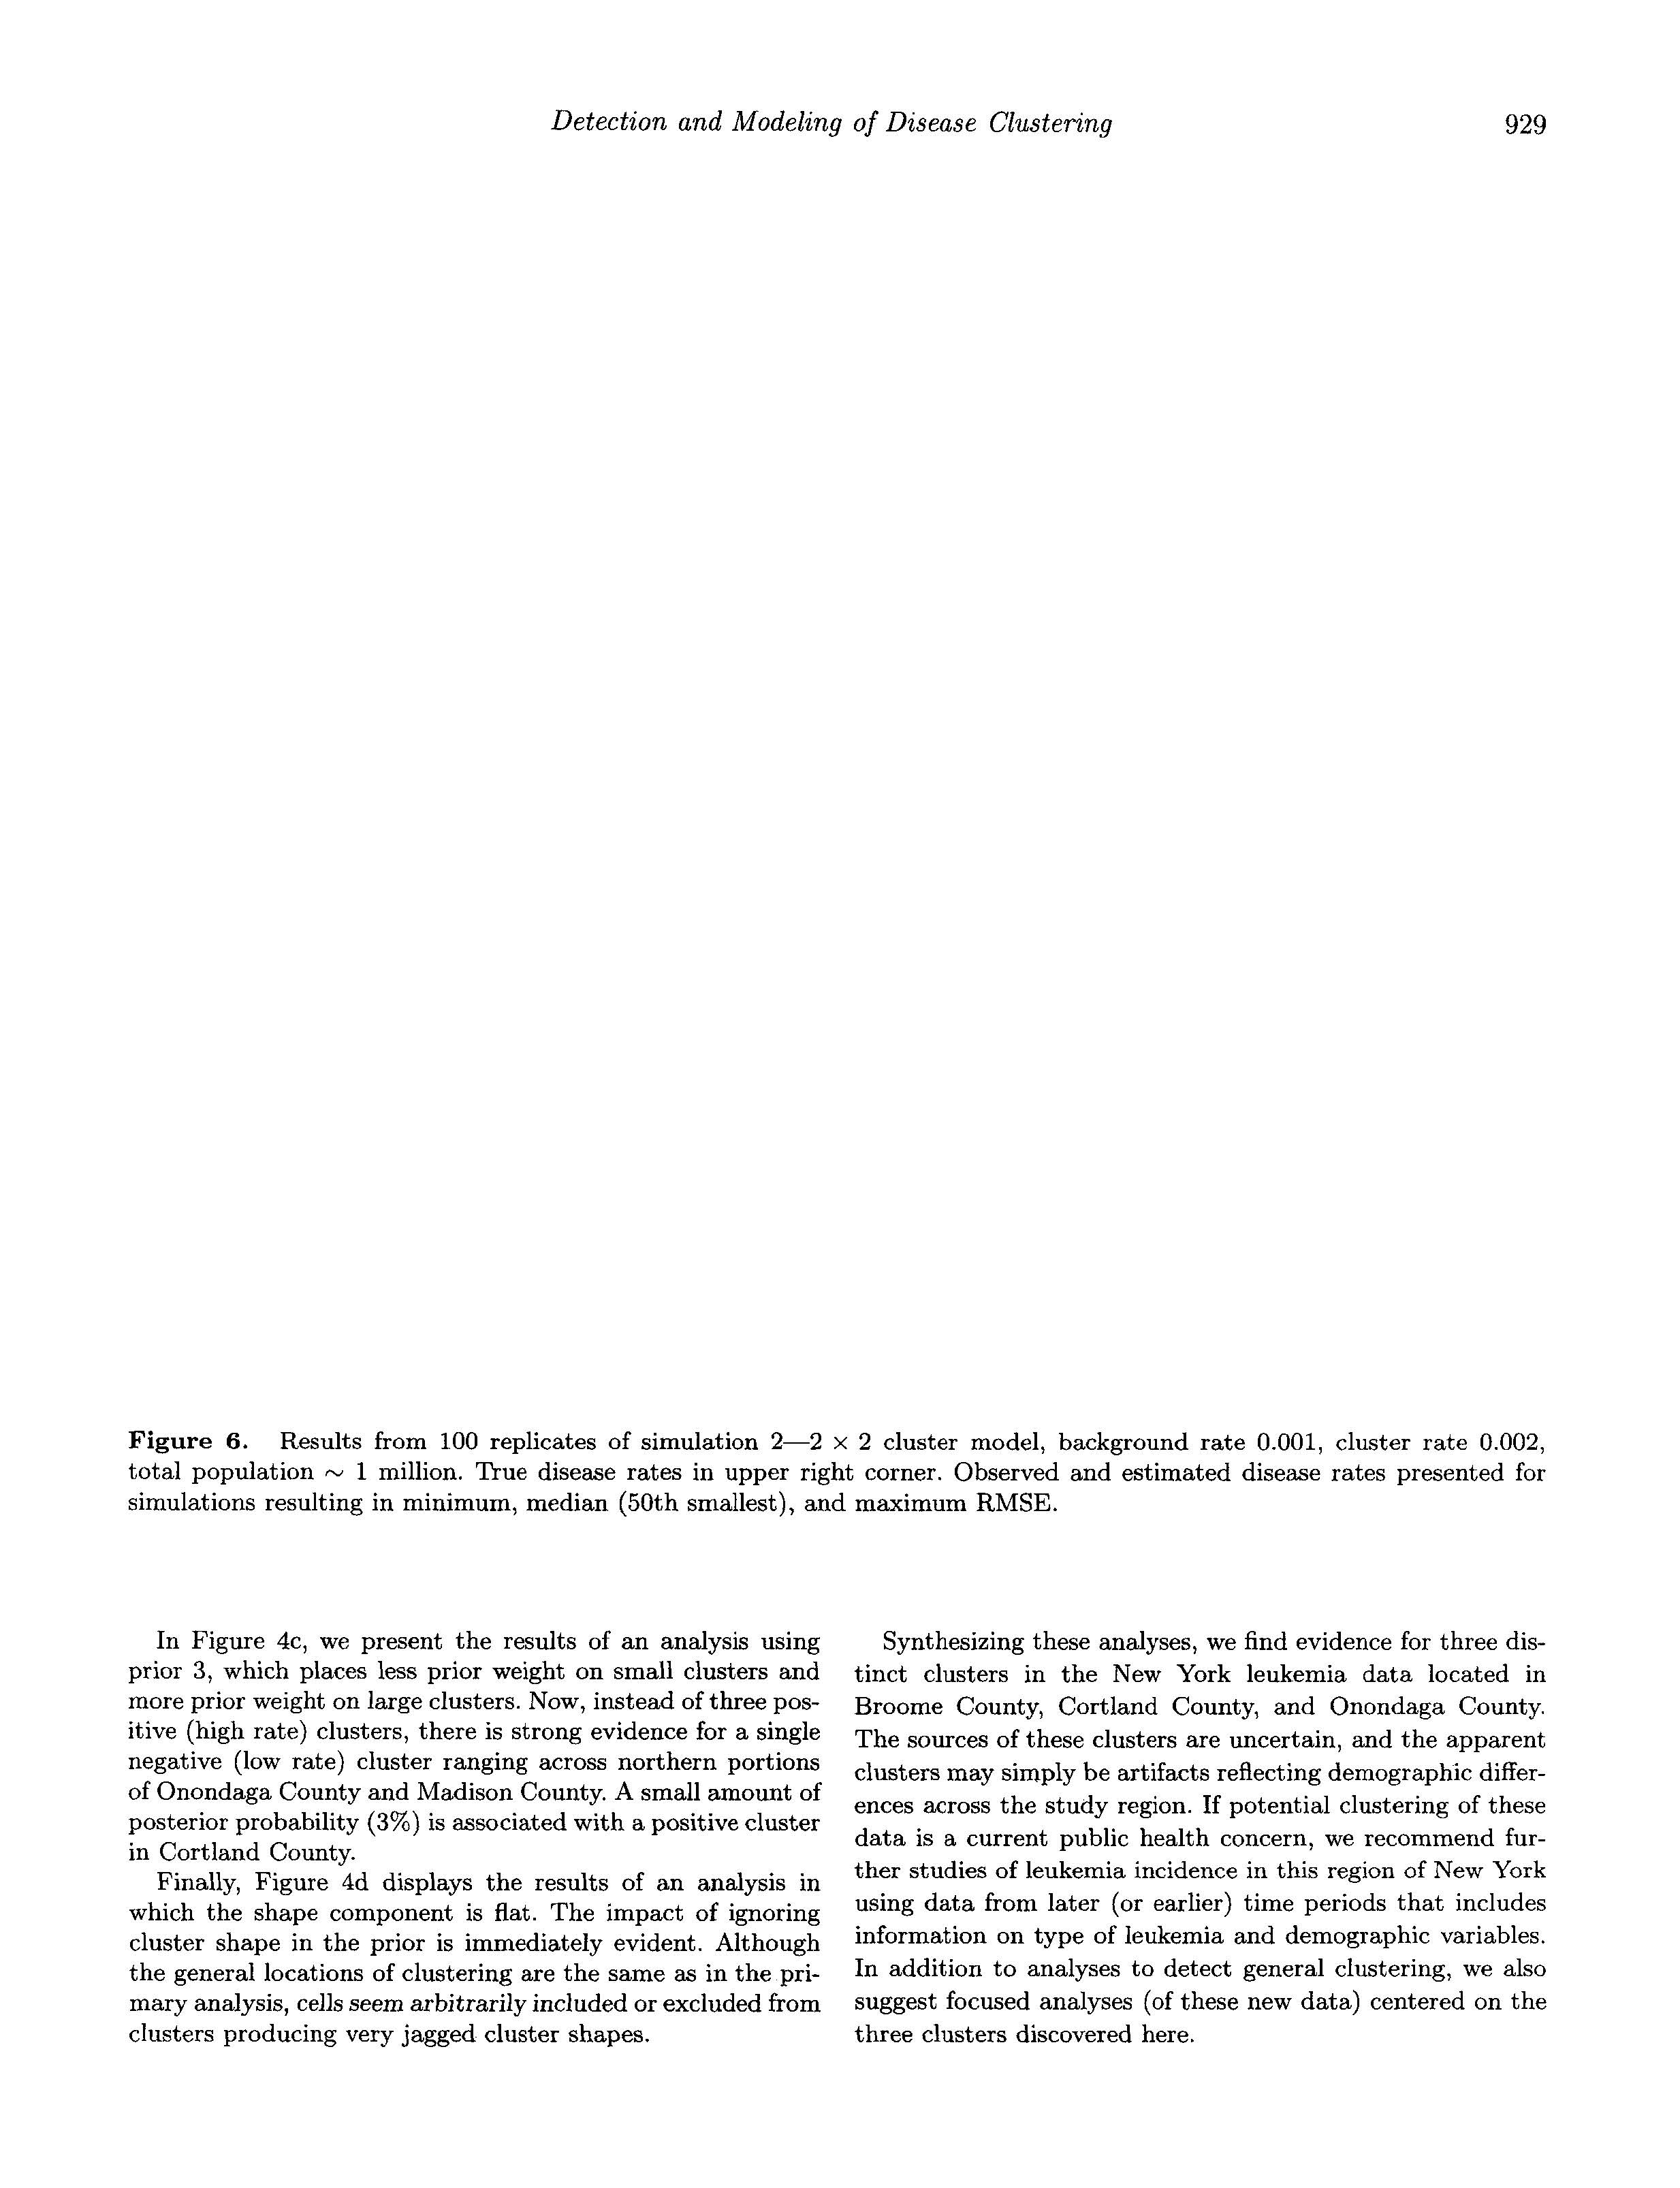 Detection and Modeling of Disease Clustering 929
Figure 6. Results from 100 replicates of simulation 2—2 × 2 cluster model, background rate 0.001, cluster rate 0.002,
total population ∼ 1 million. True disease rates in upper right corner. Observed and estimated disease rates presented for
simulations resulting in minimum, median (50th smallest), and maximum RMSE.
In Figure 4c, we present the results of an analysis using
prior 3, which places less prior weight on small clusters and
more prior weight on large clusters. Now, instead of three pos-
itive (high rate) clusters, there is strong evidence for a single
negative (low rate) cluster ranging across northern portions
of Onondaga County and Madison County. A small amount of
posterior probability (3%) is associated with a positive cluster
in Cortland County.
Finally, Figure 4d displays the results of an analysis in
which the shape component is flat. The impact of ignoring
cluster shape in the prior is immediately evident. Although
the general locations of clustering are the same as in the pri-
mary analysis, cells seem arbitrarily included or excluded from
clusters producing very jagged cluster shapes.
Synthesizing these analyses, we find evidence for three dis-
tinct clusters in the New York leukemia data located in
Broome County, Cortland County, and Onondaga County.
The sources of these clusters are uncertain, and the apparent
clusters may simply be artifacts reflecting demographic differ-
ences across the study region. If potential clustering of these
data is a current public health concern, we recommend fur-
ther studies of leukemia incidence in this region of New York
using data from later (or earlier) time periods that includes
information on type of leukemia and demographic variables.
In addition to analyses to detect general clustering, we also
suggest focused analyses (of these new data) centered on the
three clusters discovered here.